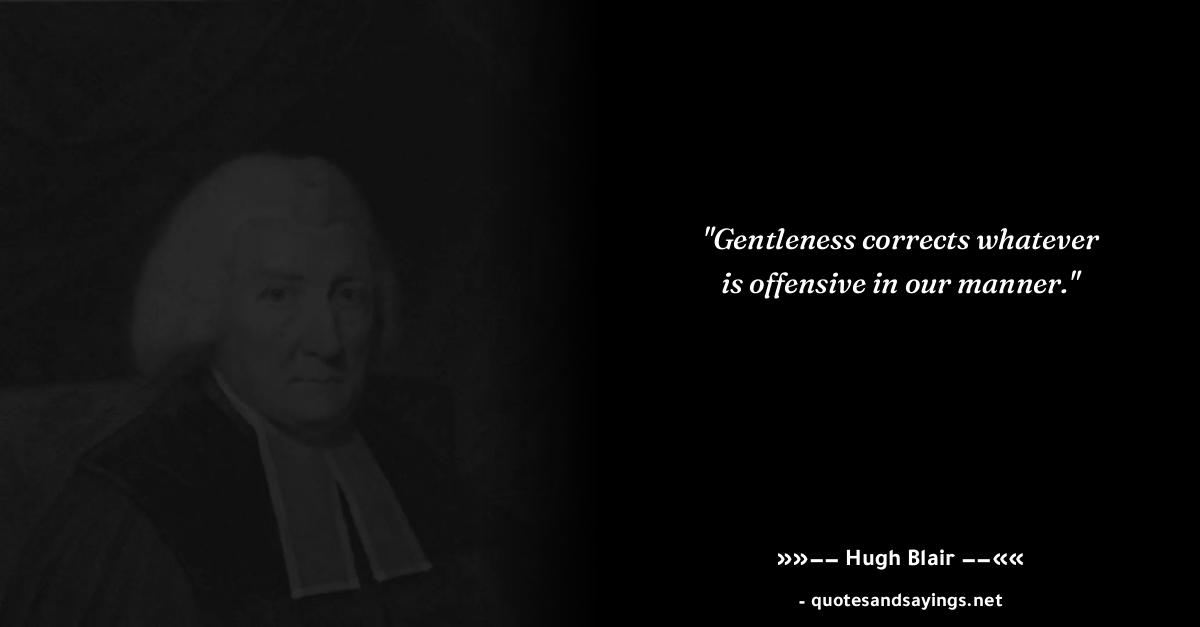 "Gentleness corrects whatever
is offensive in our manner."
»»–– Hugh Blair ––««
- quotesandsayings.net